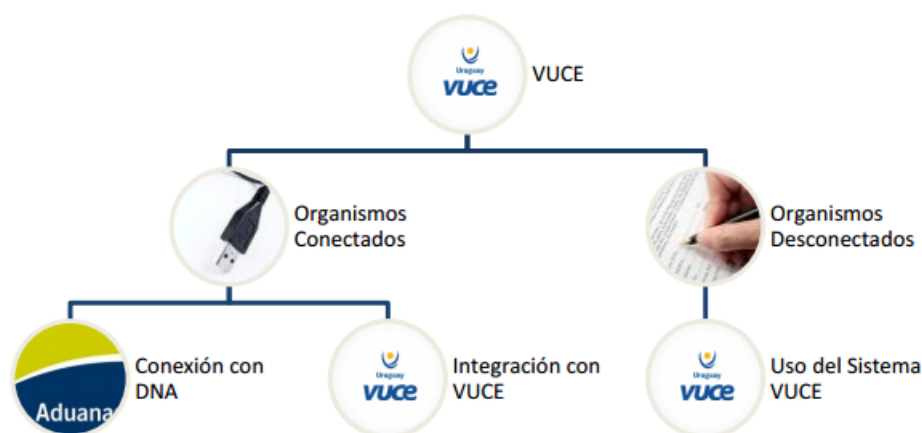 Uruguay
vuce
VUCE
Organismos
Conectados
Organismos
Desconectados
Aduana
Conexión con
DNA
Uruguay
vuce
Integración con
VUCE
Uruguay
vuce
Uso del Sistema
VUCE